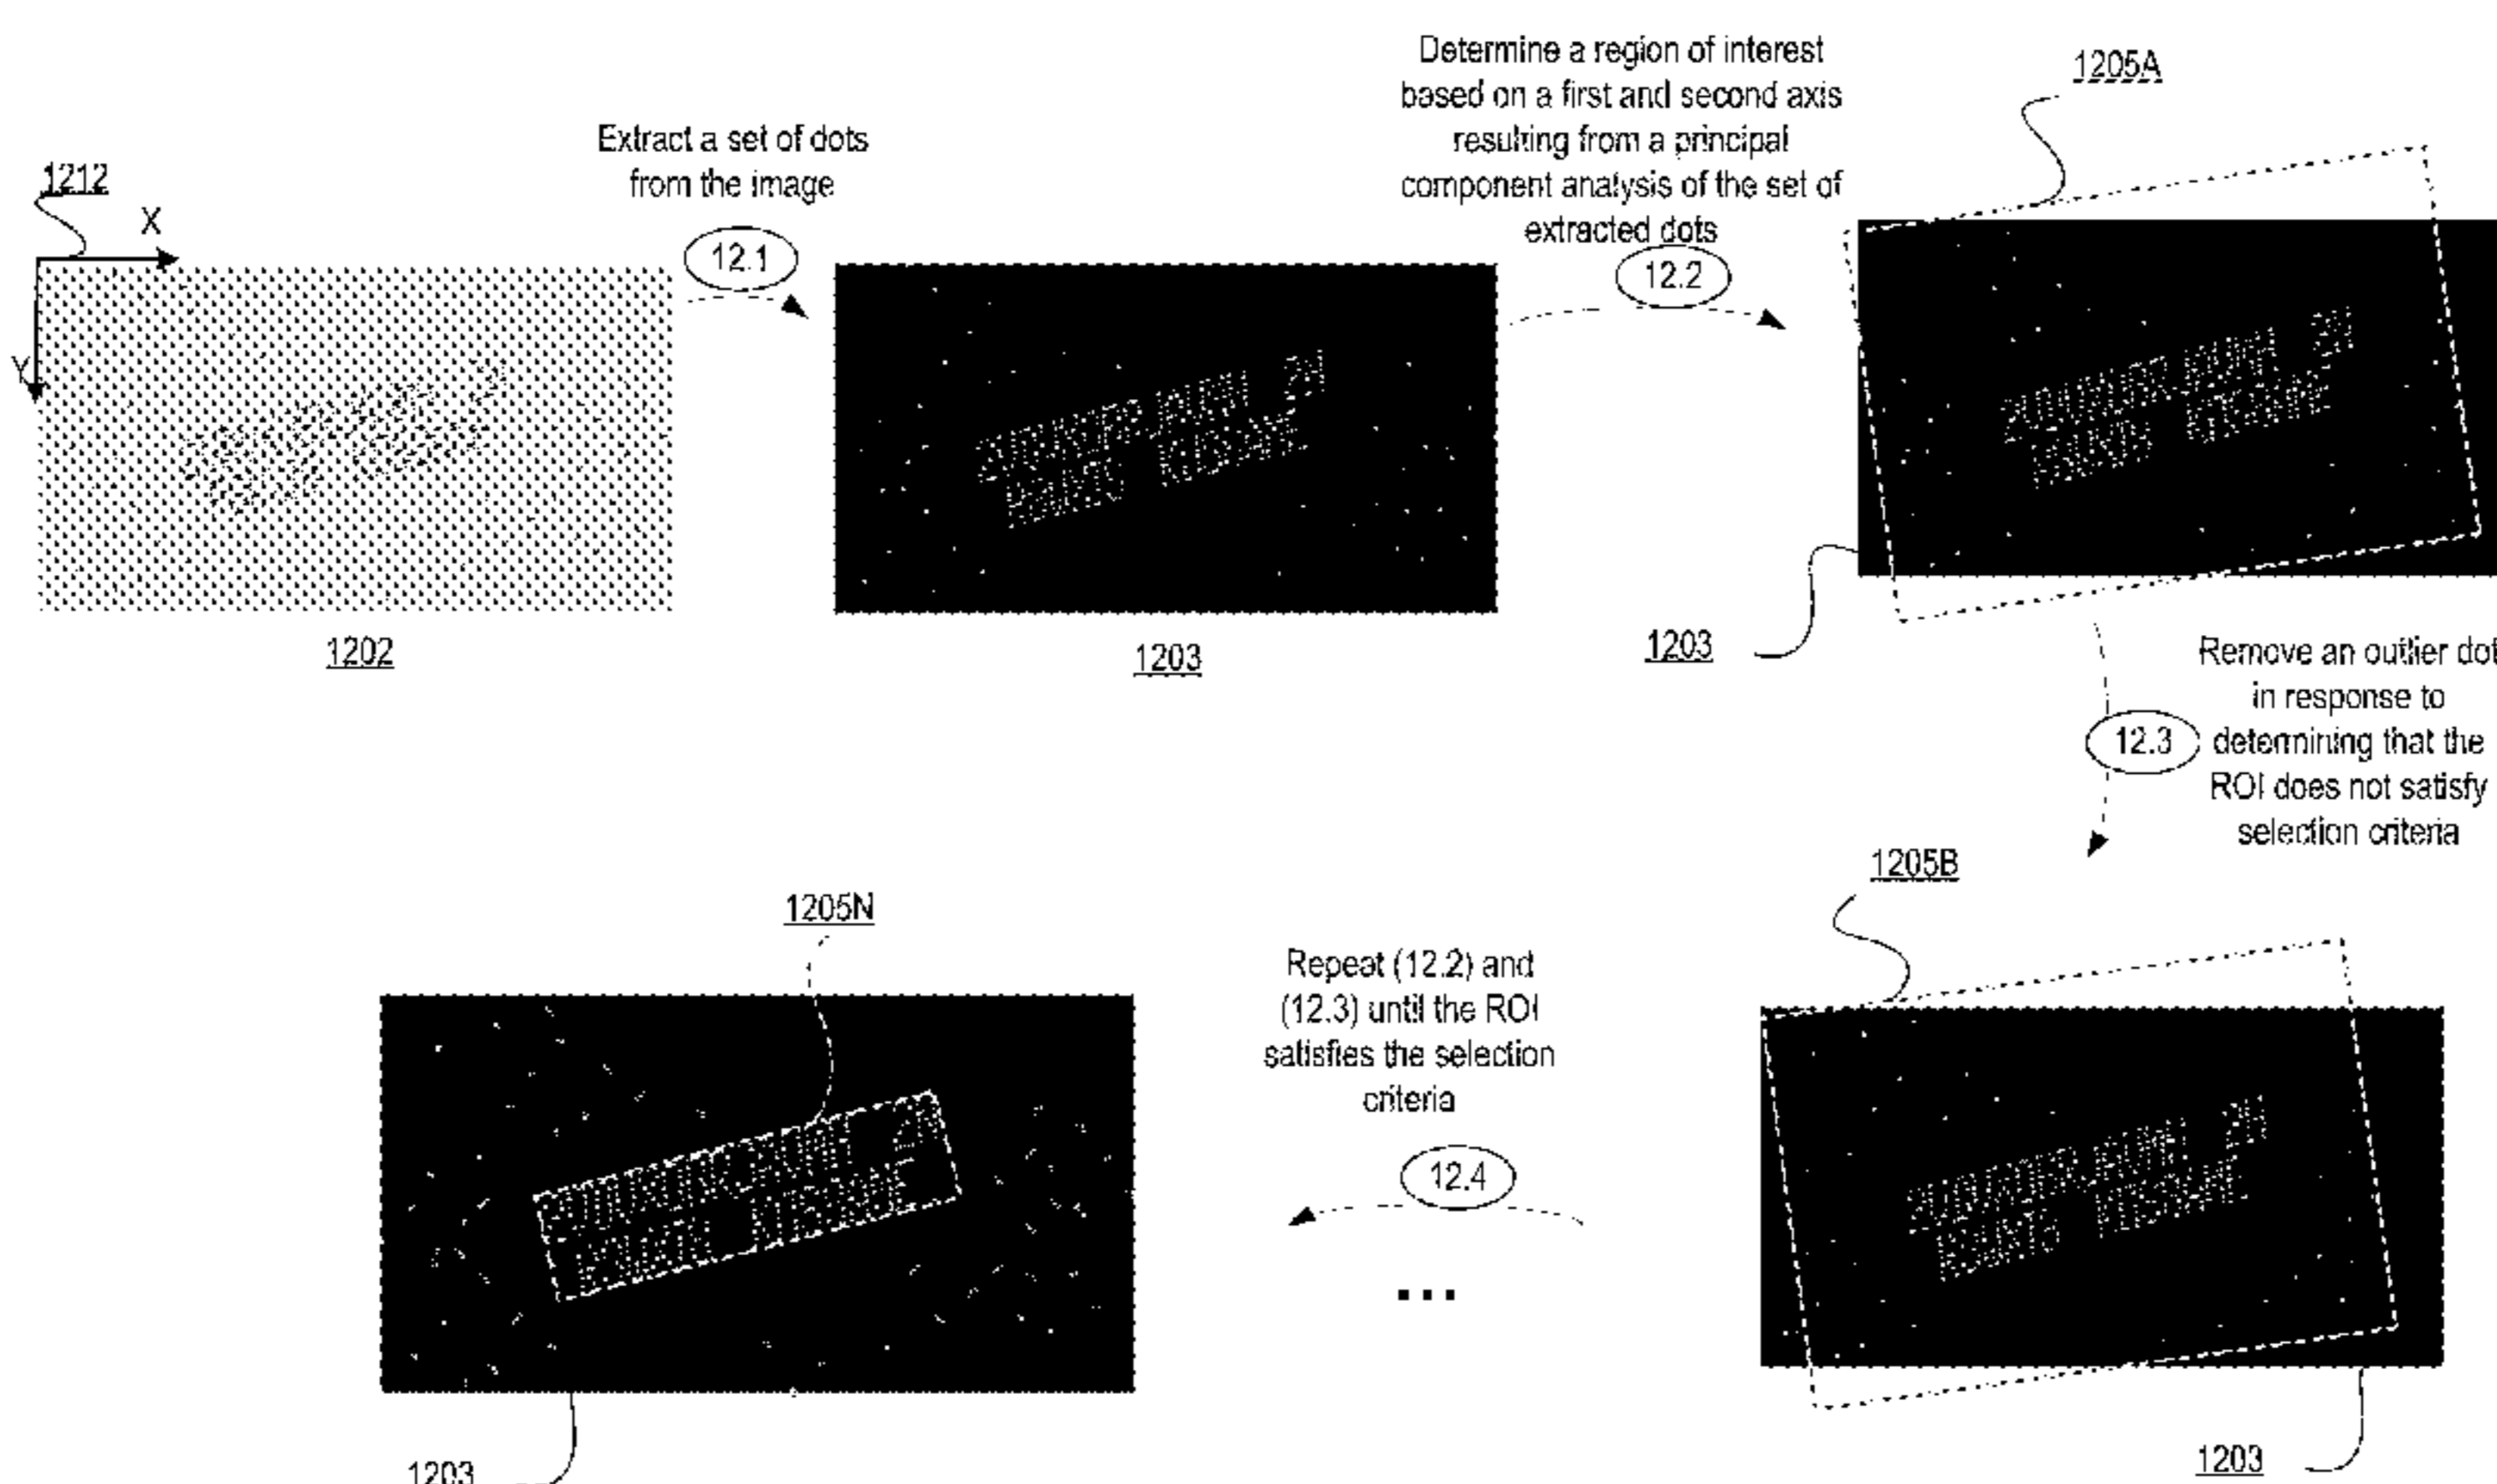 Determine a region of interest
based on a first and second axis
resulting from a principal
component analysis of the set of
extracted dots
1205A
Extract a set of dots
from the image
1212
X
Y
12.1
12.2
1202
1203
1203
Remove an outlier dot
in response to
determining that the
ROI does not satisfy
selection criteria
12.3
1205B
1205N
Repeat (12.2) and
(12.3) until the ROI
satisfies the selection
criteria
12.4
...
1203
1203